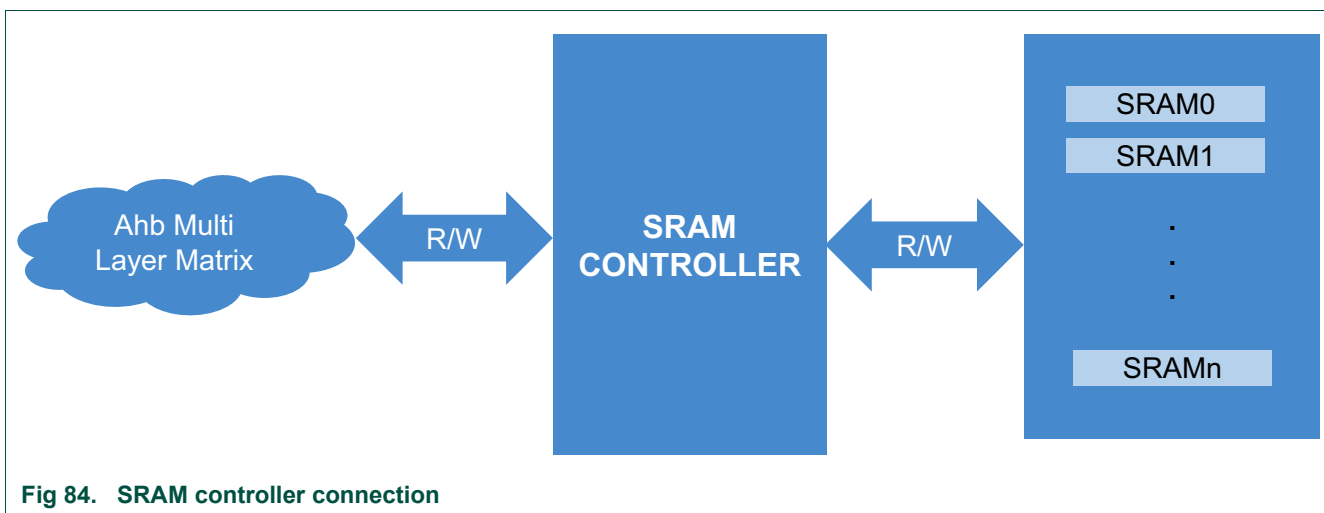 Ahb Multi
Layer Matrix
R/W
SRAM
CONTROLLER
R/W
SRAM0
SRAM1
.
.
.
SRAMn
Fig 84. SRAM controller connection